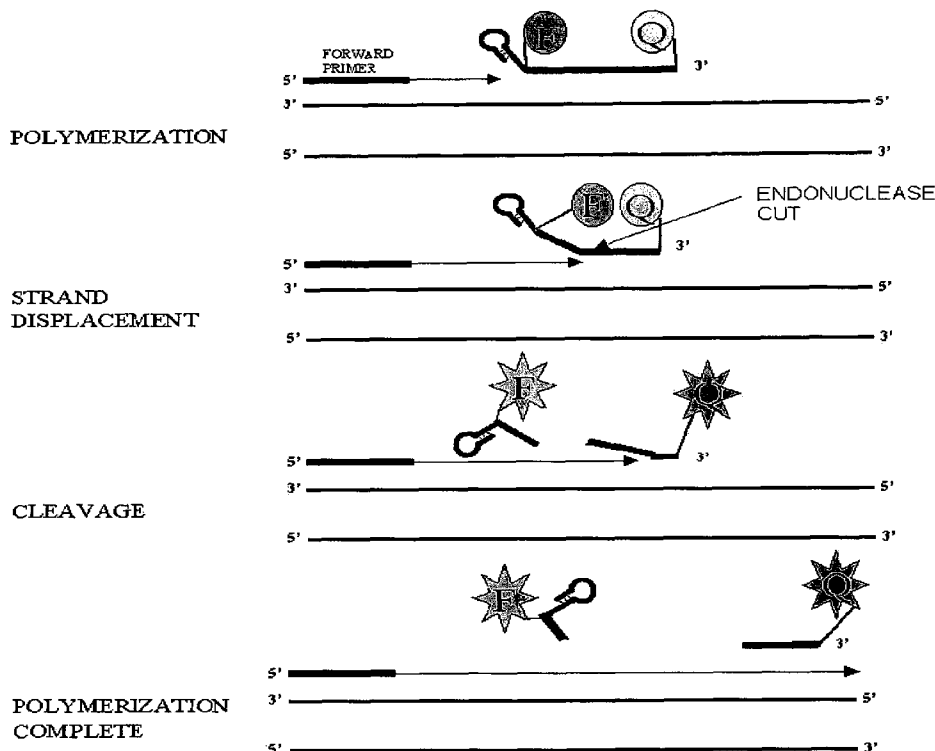 F Q
FORWARD
PRIMER
3'
5'
3' 5'
POLYMERIZATION
5' 3'
F Q
ENDONUCLEASE
CUT
3'
5'
3' 5'
STRAND
DISPLACEMENT
5' 3'
F Q
5' 3'
3' 5'
CLEAVAGE
5' 3'
F Q
3'
5'
3' 5'
POLYMERIZATION
COMPLETE
5' 3'